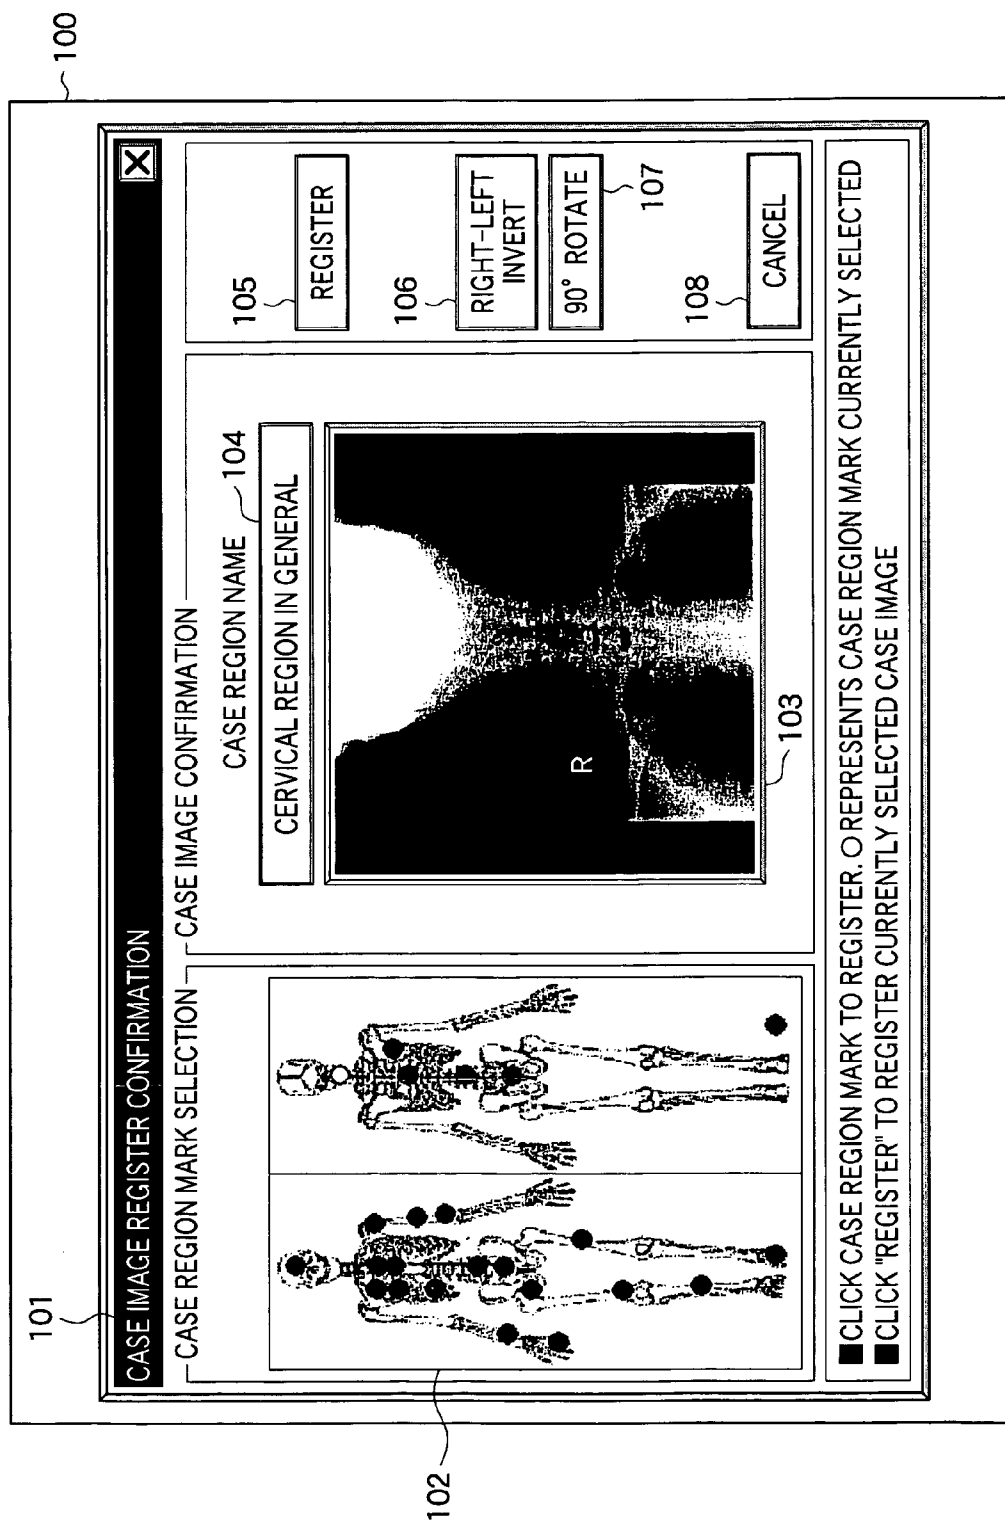 100
101
CASE IMAGE REGISTER CONFIRMATION
X
CASE REGION MARK SELECTION
102
CASE IMAGE CONFIRMATION
CASE REGION NAME
104
CERVICAL REGION IN GENERAL
R
103
105
REGISTER
106
RIGHT-LEFT
INVERT
90° ROTATE
107
108
CANCEL
■CLICK CASE REGION MARK TO REGISTER. ○REPRESENTS CASE REGION MARK CURRENTLY SELECTED
■CLICK "REGISTER" TO REGISTER CURRENTLY SELECTED CASE IMAGE